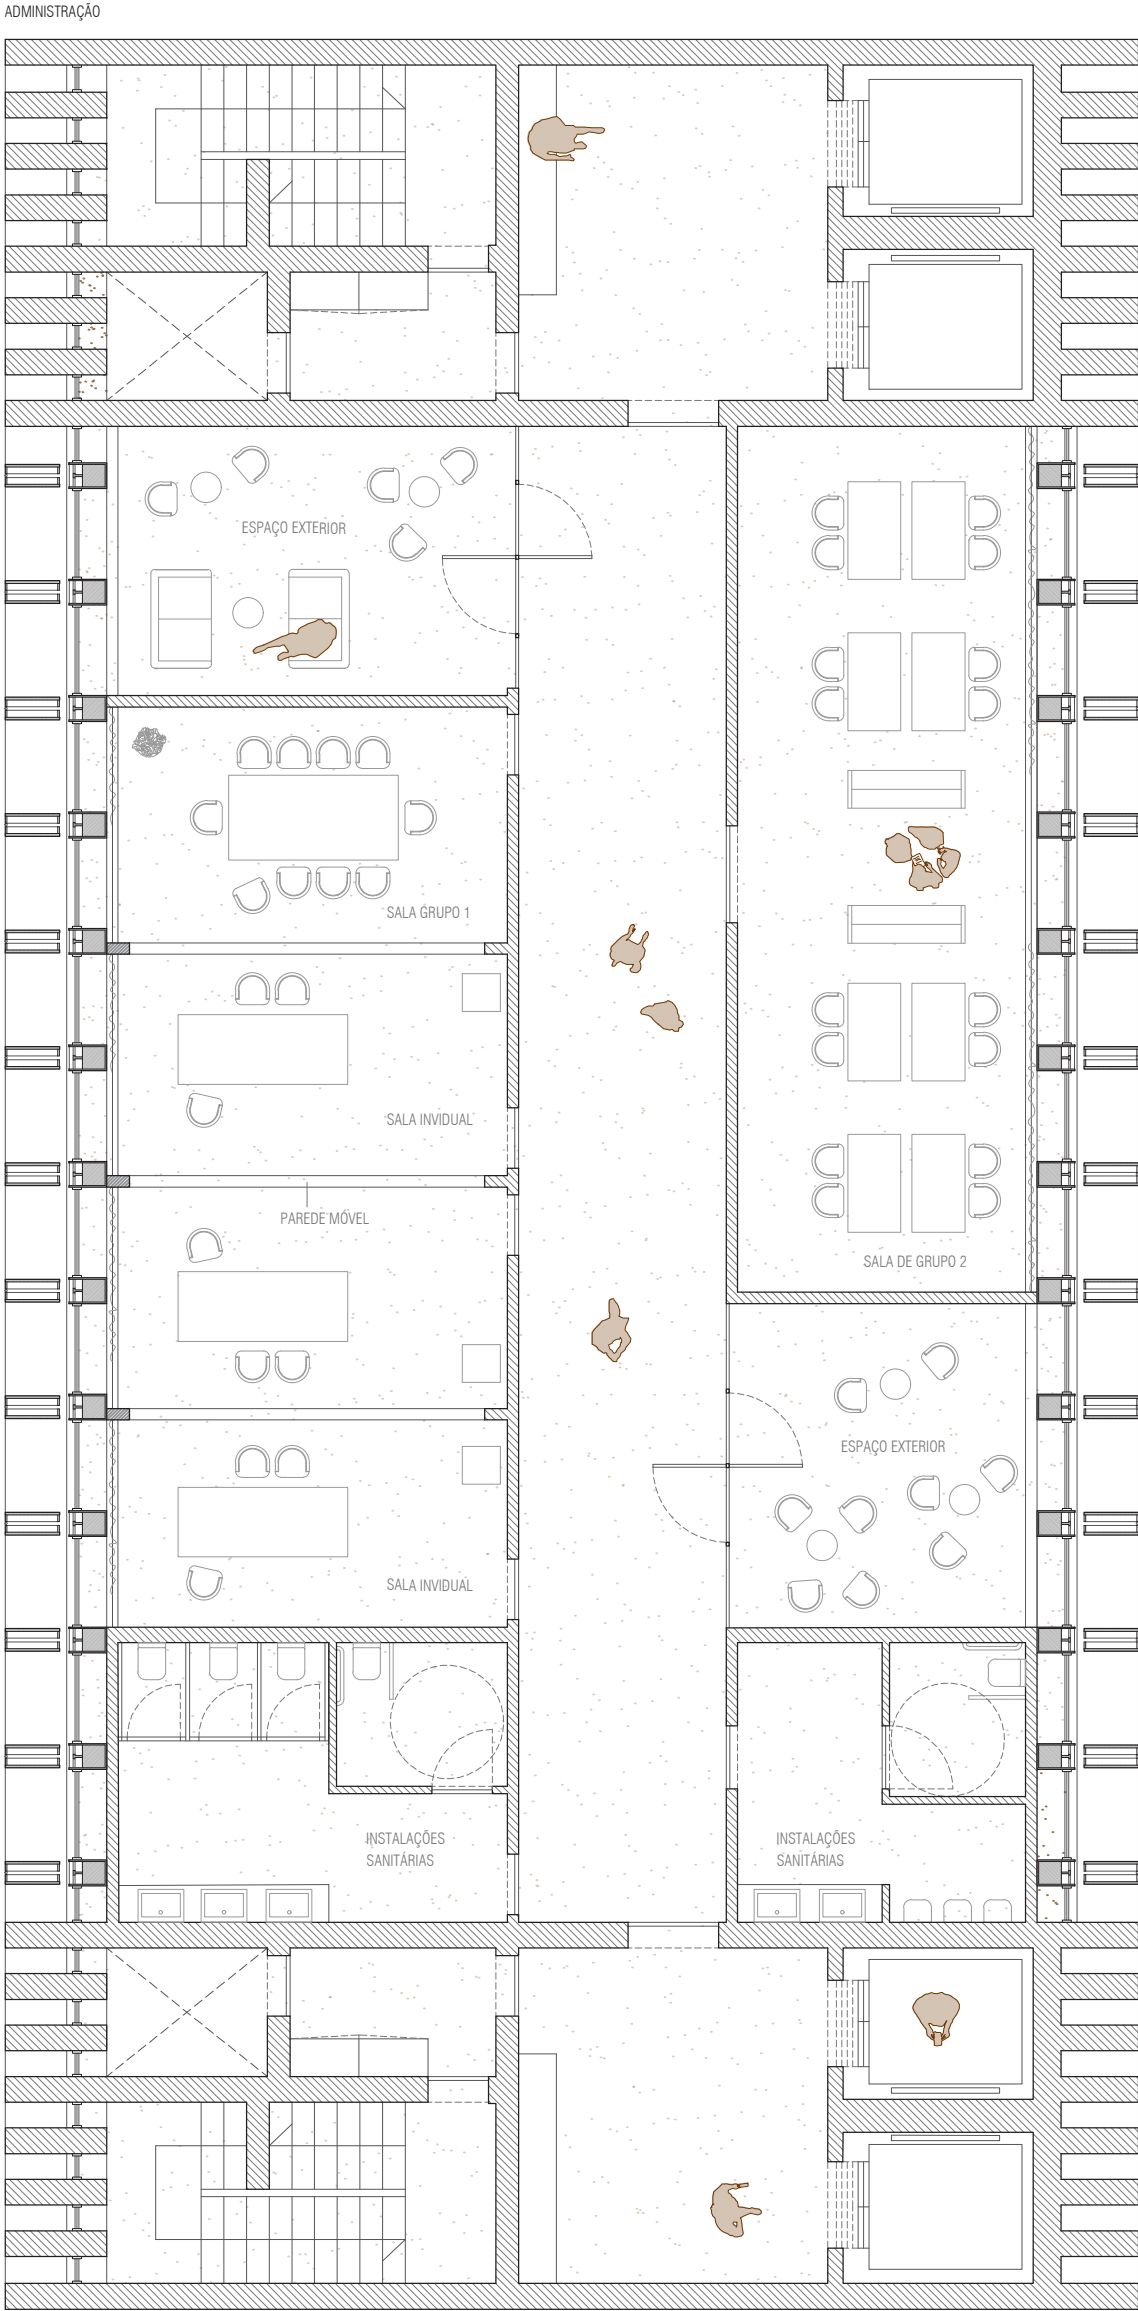 ADMINISTRAÇÃO
ESPAÇO EXTERIOR
SALA GRUPO 1
SALA INVIDUAL
PAREDE MÓVEL
SALA DE GRUPO 2
ESPAÇO EXTERIOR
SALA INVIDUAL
INSTALAÇÕES
SANITÁRIAS
INSTALAÇÕES
SANITÁRIAS